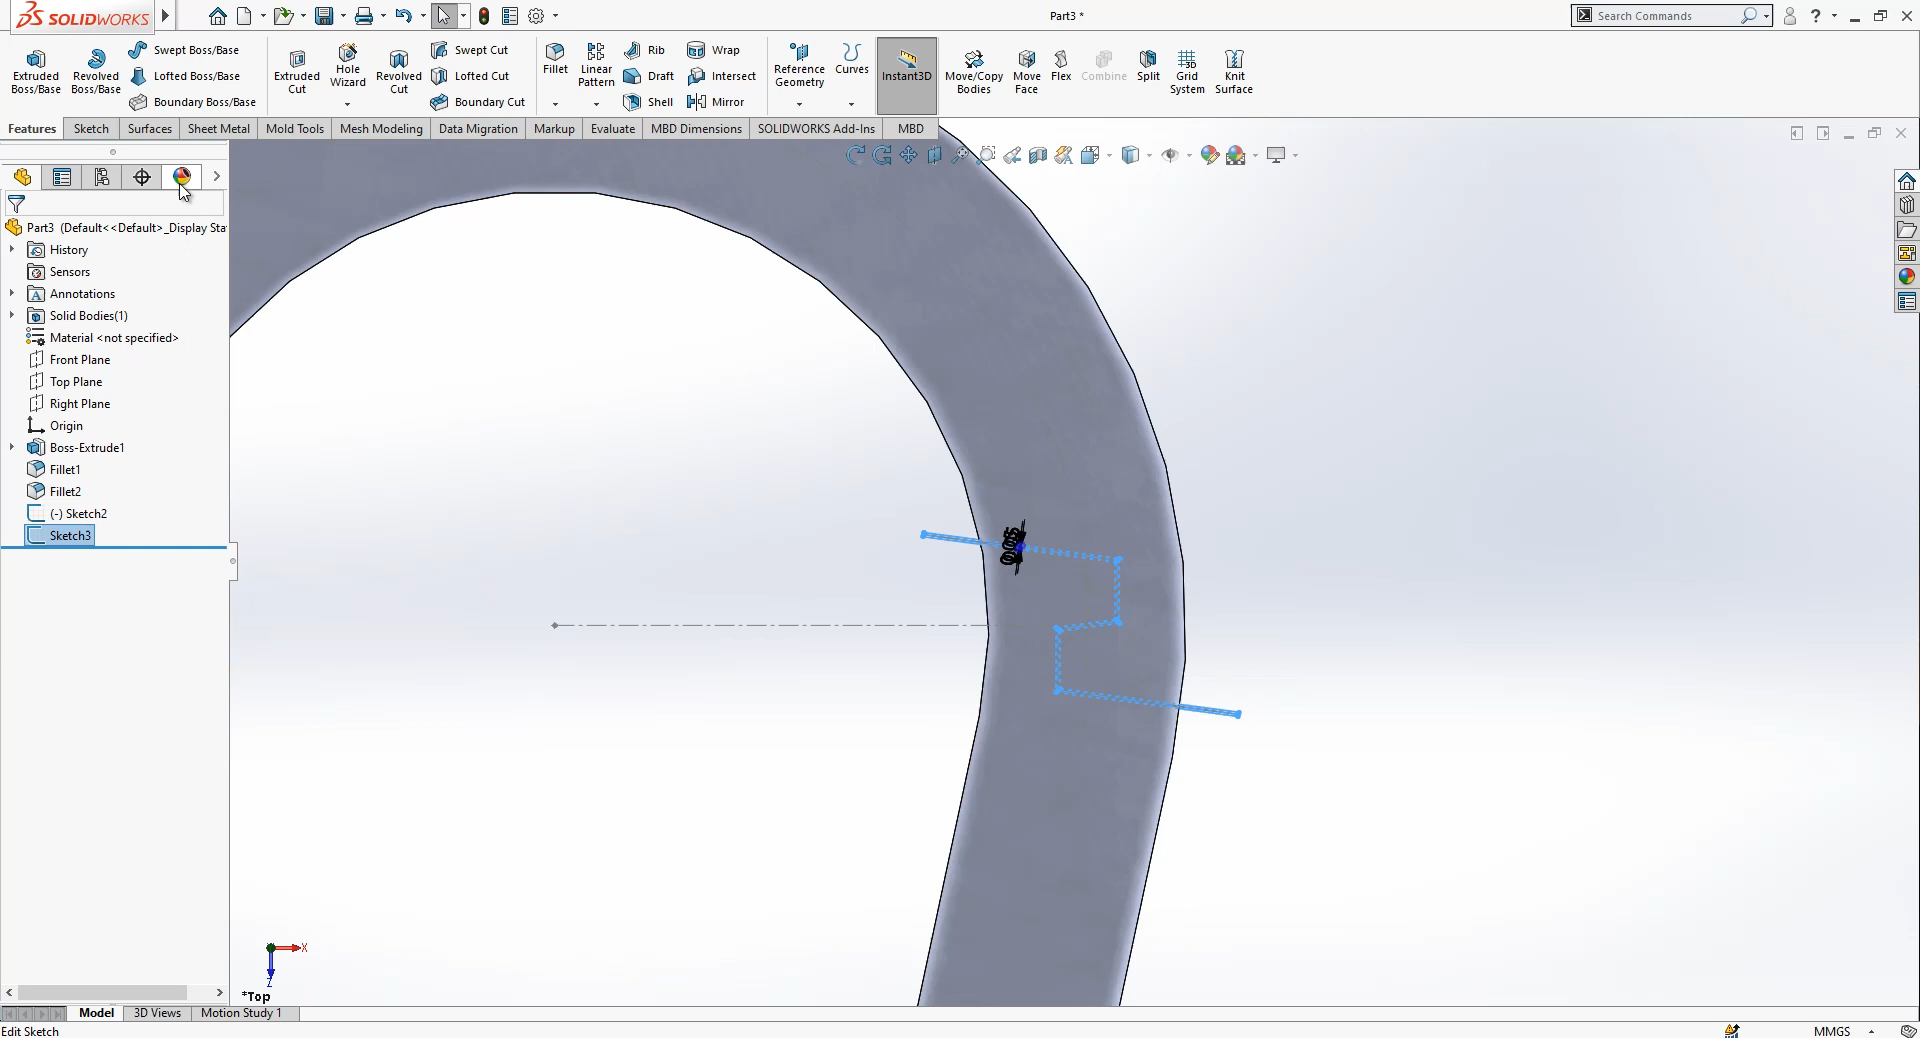 SOLIDWORKS
Part3 *
Search Commands
Extruded Boss/Base
Revolved Boss/Base
Swept Boss/Base
Lofted Boss/Base
Boundary Boss/Base
Extruded Cut
Hole Wizard
Revolved Cut
Swept Cut
Lofted Cut
Boundary Cut
Fillet
Linear Pattern
Rib
Draft
Shell
Wrap
Intersect
Mirror
Reference Geometry
Curves
Instant3D
Move/Copy Bodies
Move Face
Flex
Combine
Split
Grid System
Knit Surface
Features
Sketch
Surfaces
Sheet Metal
Mold Tools
Mesh Modeling
Data Migration
Markup
Evaluate
MBD Dimensions
SOLIDWORKS Add-Ins
MBD
Part3 (Default<<Default>_Display Sta
History
Sensors
Annotations
Solid Bodies(1)
Material <not specified>
Front Plane
Top Plane
Right Plane
Origin
Boss-Extrude1
Fillet1
Fillet2
(-) Sketch2
Sketch3
X
Z
*Top
Model
3D Views
Motion Study 1
Edit Sketch
MMGS